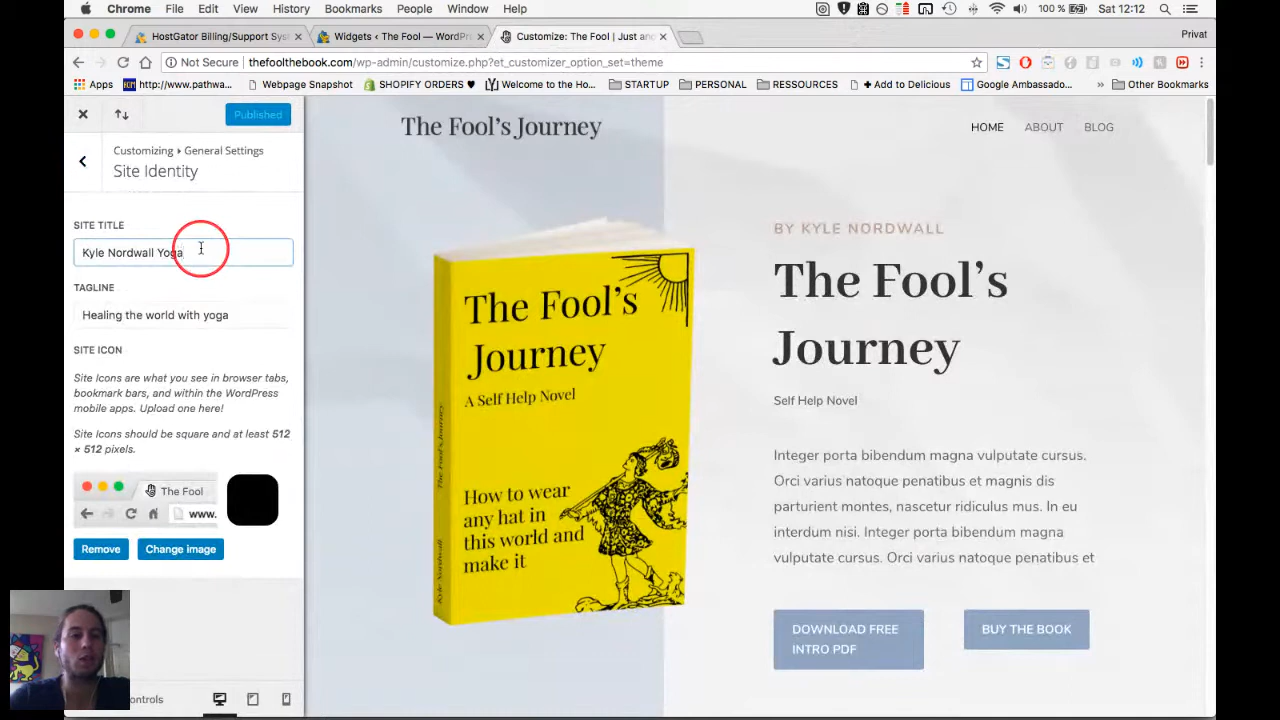 Chrome File Edit View History Bookmarks People Window Help 100 % Sat 12:12
HostGator Billing/Support Sys × Widgets ‹ The Fool — WordPr × Customize: The Fool | Just an × Privat
Not Secure thefoolthebook.com/wp-admin/customize.php?et_customizer_option_set=theme
Apps http://www.pathwa... Webpage Snapshot SHOPIFY ORDERS ♥ Welcome to the Ho... STARTUP PERSONAL RESSOURCES + Add to Delicious Google Ambassado... » Other Bookmarks
Published
Customizing ▸ General Settings
Site Identity
SITE TITLE
Kyle Nordwall Yoga
TAGLINE
Healing the world with yoga
SITE ICON
Site Icons are what you see in browser tabs,
bookmark bars, and within the WordPress
mobile apps. Upload one here!
Site Icons should be square and at least 512
× 512 pixels.
The Fool
www.
Remove Change image
ontrols
The Fool's Journey
HOME ABOUT BLOG
The Fool's
Journey
A Self Help Novel
How to wear
any hat in
this world and
make it
The Fool's Journey
Kyle Nordwall
BY KYLE NORDWALL
The Fool's
Journey
Self Help Novel
Integer porta bibendum magna vulputate cursus.
Orci varius natoque penatibus et magnis dis
parturient montes, nascetur ridiculus mus. In eu
interdum nisi. Integer bibendum magna
vulputate cursus. Orci varius natoque penatibus et
DOWNLOAD FREE
INTRO PDF
BUY THE BOOK